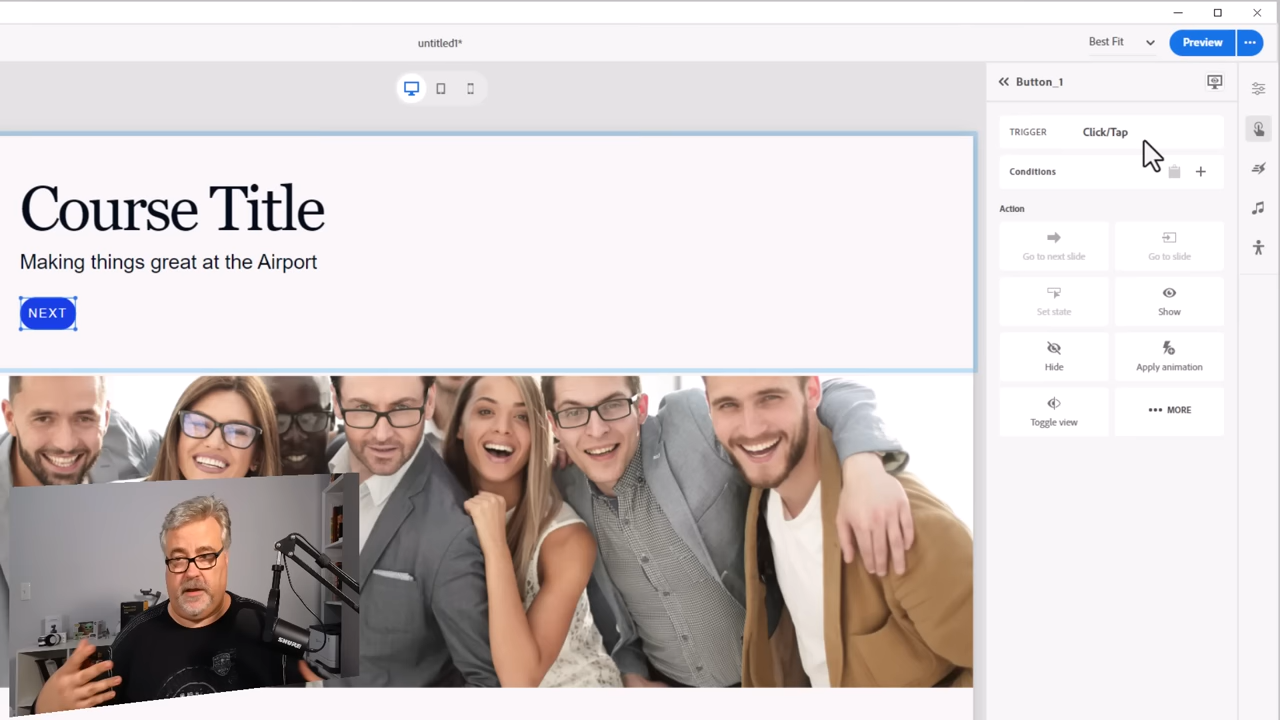 untitled1*
Best Fit
Preview
Button_1
TRIGGER Click/Tap
Conditions
Action
Go to next slide
Go to slide
Set state
Show
Hide
Apply animation
Toggle view
MORE
Course Title
Making things great at the Airport
NEXT
SHURE